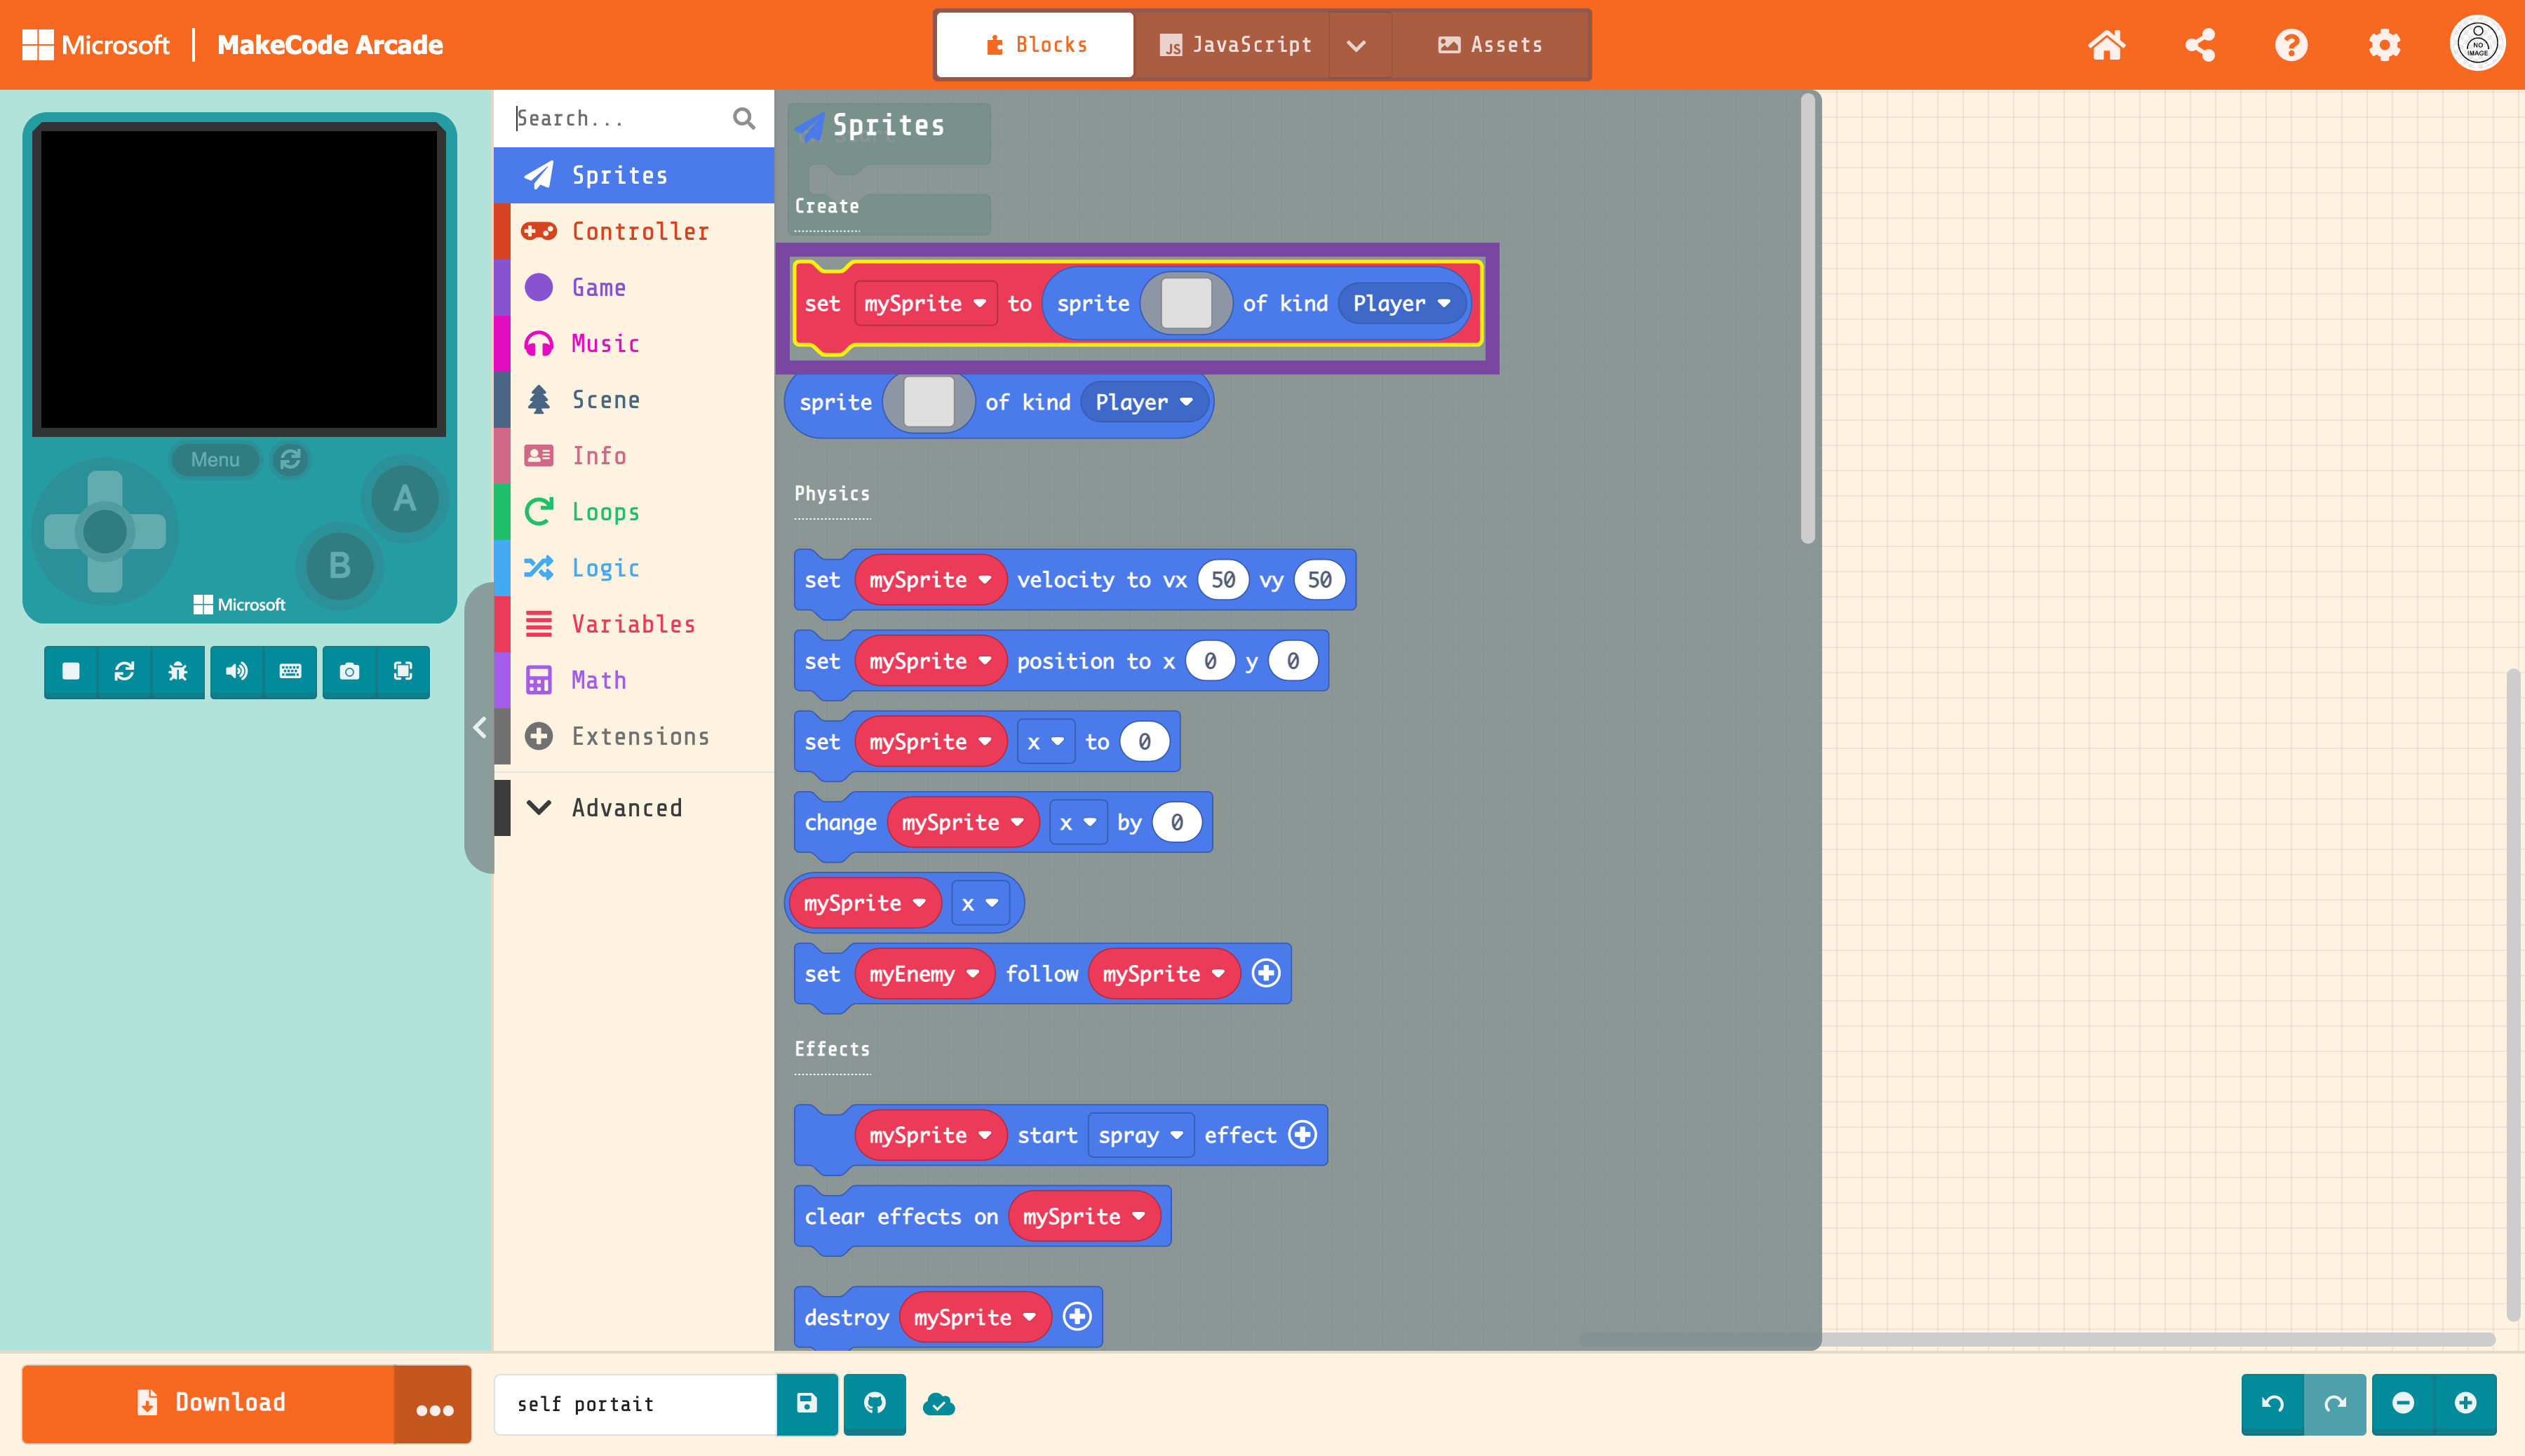 Microsoft | MakeCode Arcade
Blocks
JS JavaScript
Assets
NO IMAGE
Menu
A
B
Microsoft
Search...
Sprites
Controller
Game
Music
Scene
Info
Loops
Logic
Variables
Math
Extensions
Advanced
Sprites
start
Create
set mySprite to sprite of kind Player
sprite of kind Player
Physics
set mySprite velocity to vx 50 vy 50
set mySprite position to x 0 y 0
set mySprite x to 0
change mySprite x by 0
mySprite x
set myEnemy follow mySprite
Effects
mySprite start spray effect
clear effects on mySprite
destroy mySprite
Download
self portait